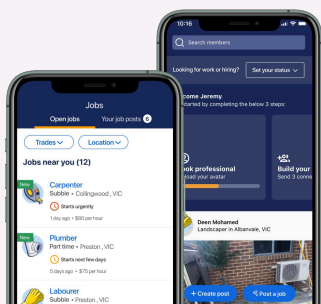 Jobs
Open jobs
Your job posts 6
Trades
Location
Jobs near you (12)
New
Carpenter
Subbie • Collingwood, VIC
Starts urgently
1 day ago • $80 per hour
New
Plumber
Part time • Preston, VIC
Starts next few days
5 days ago • $75 per hour
Labourer
Subbie • Preston, VIC
10:16
Search members
Looking for work or hiring?
Set your status
come Jeremy
started by completing the below 3 steps:
ok professional
load your avatar
Build your
Send 3 conne
Deen Mohamed
Landscaper in Albanvale, VIC
+ Create post
Post a job